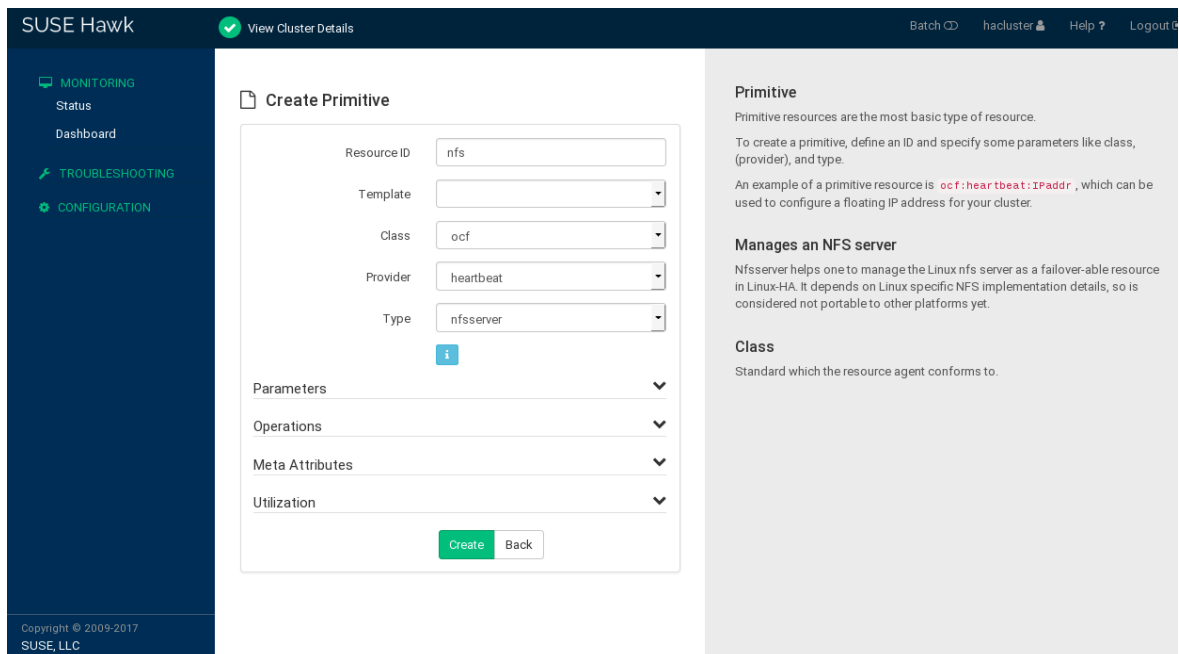 SUSE Hawk
View Cluster Details
Batch
hacluster
Help ?
Logout
MONITORING
Status
Dashboard
TROUBLESHOOTING
CONFIGURATION
Create Primitive
Resource ID nfs
Template
Class ocf
Provider heartbeat
Type nfsserver
i
Parameters
Operations
Meta Attributes
Utilization
Create Back
Primitive
Primitive resources are the most basic type of resource.
To create a primitive, define an ID and specify some parameters like class,
(provider), and type.
An example of a primitive resource is ocf:heartbeat:IPaddr , which can be
used to configure a floating IP address for your cluster.
Manages an NFS server
Nfsserver helps one to manage the Linux nfs server as a failover-able resource
in Linux-HA. It depends on Linux specific NFS implementation details, so is
considered not portable to other platforms yet.
Class
Standard which the resource agent conforms to.
Copyright © 2009-2017
SUSE, LLC